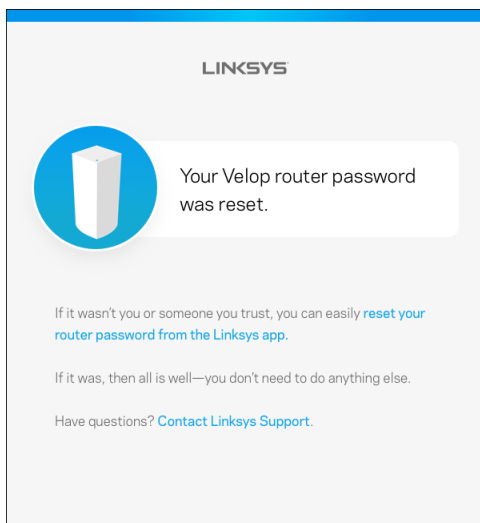 LINKSYS
Your Velop router password
was reset.
If it wasn't you or someone you trust, you can easily reset your
router password from the Linksys app.
If it was, then all is well—you don't need to do anything else.
Have questions? Contact Linksys Support.